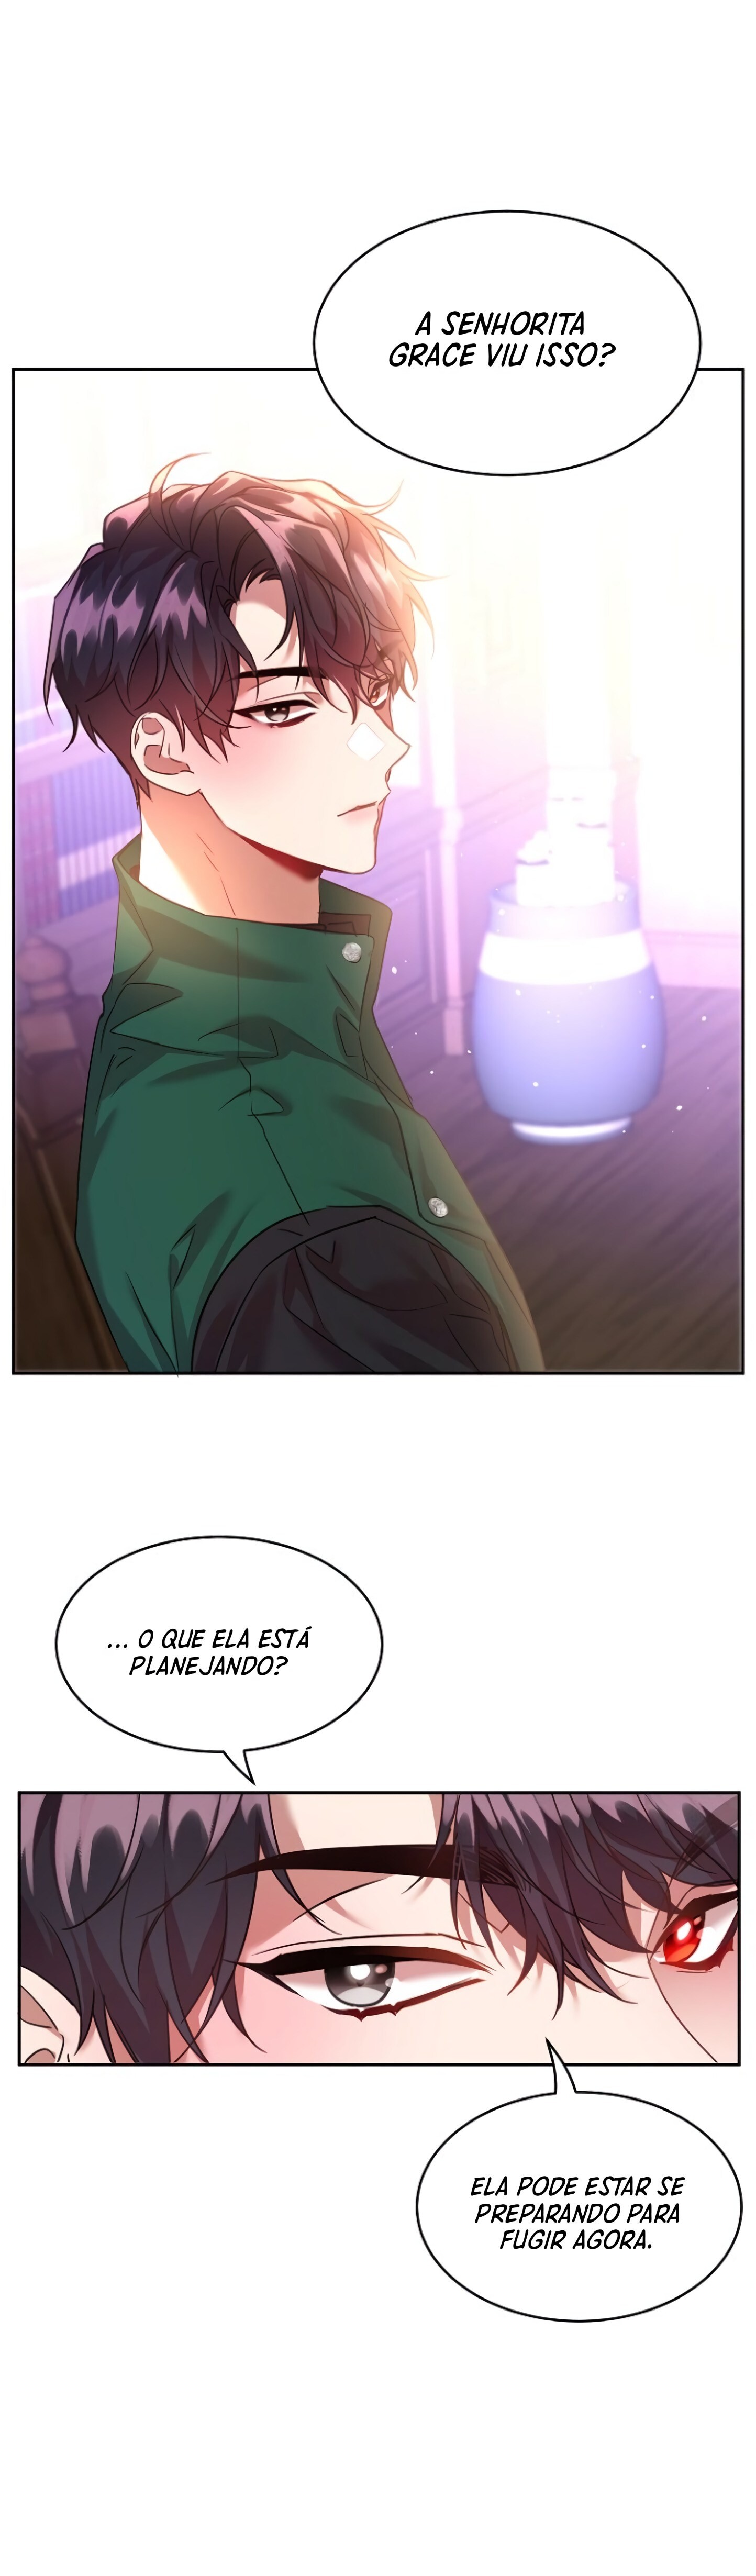 A SENHORITA
GRACE VIU ISSO?
... O QUE ELA ESTÁ
PLANEJANDO?
ELA PODE ESTAR SE
PREPARANDO PARA
FUGIR AGORA.